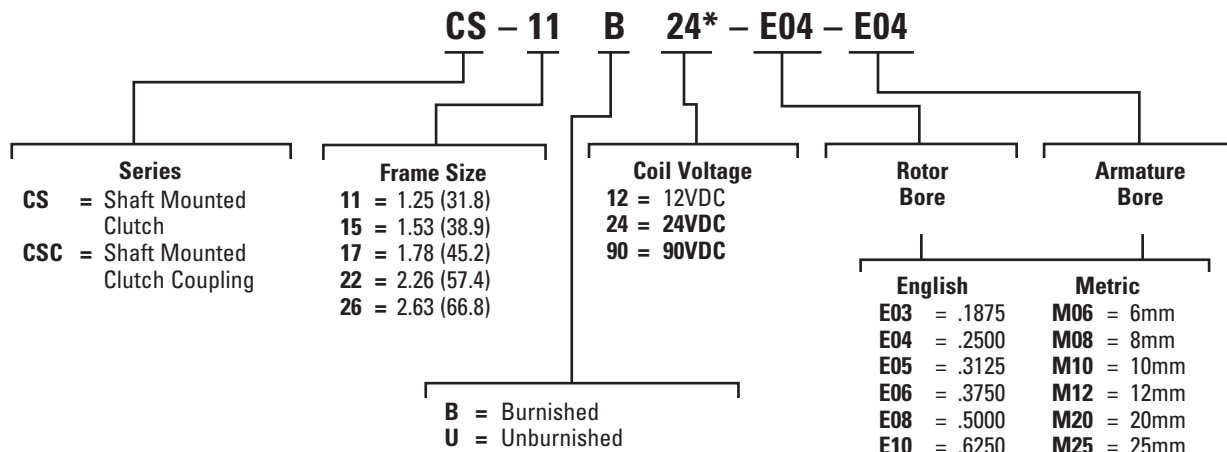 CS – 11 B 24* – E04 – E04
Series
CS = Shaft Mounted
Clutch
CSC = Shaft Mounted
Clutch Coupling
Frame Size
11 = 1.25 (31.8)
15 = 1.53 (38.9)
17 = 1.78 (45.2)
22 = 2.26 (57.4)
26 = 2.63 (66.8)
B = Burnished
U = Unburnished
Coil Voltage
12 = 12VDC
24 = 24VDC
90 = 90VDC
Rotor
Bore
Armature
Bore
English
E03 = .1875
E04 = .2500
E05 = .3125
E06 = .3750
E08 = .5000
E10 = .6250
Metric
M06 = 6mm
M08 = 8mm
M10 = 10mm
M12 = 12mm
M20 = 20mm
M25 = 25mm